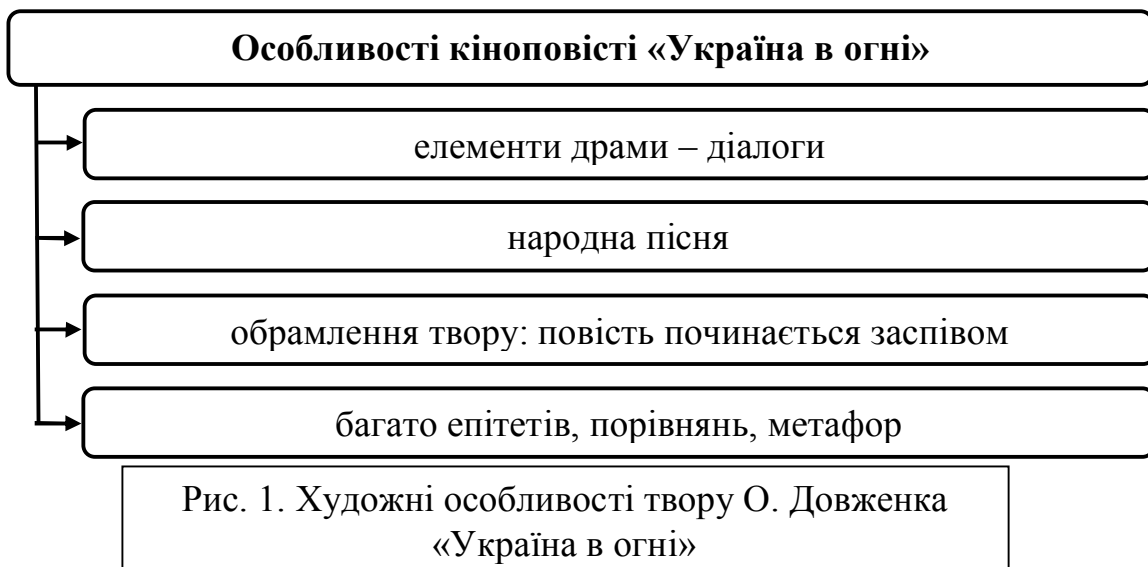 Особливості кіноповісті «Україна в огні»
елементи драми – діалоги
народна пісня
обрамлення твору: повість починається заспівом
багато епітетів, порівнянь, метафор
Рис. 1. Художні особливості твору О. Довженка
«Україна в огні»